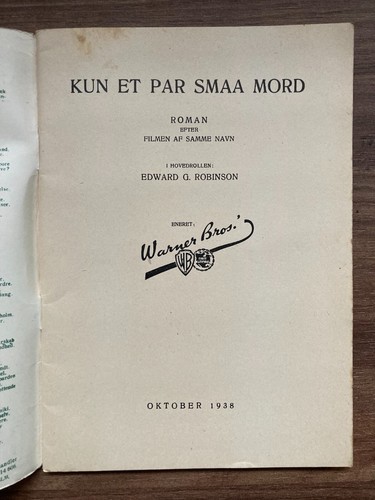 KUN ET PAR SMAA MORD
ROMAN
EFTER
FILMEN AF SAMME NAVN
I HOVEDROLLEN:
EDWARD G. ROBINSON
ENERET:
Warner Bros.'
WB
OKTOBER 1938